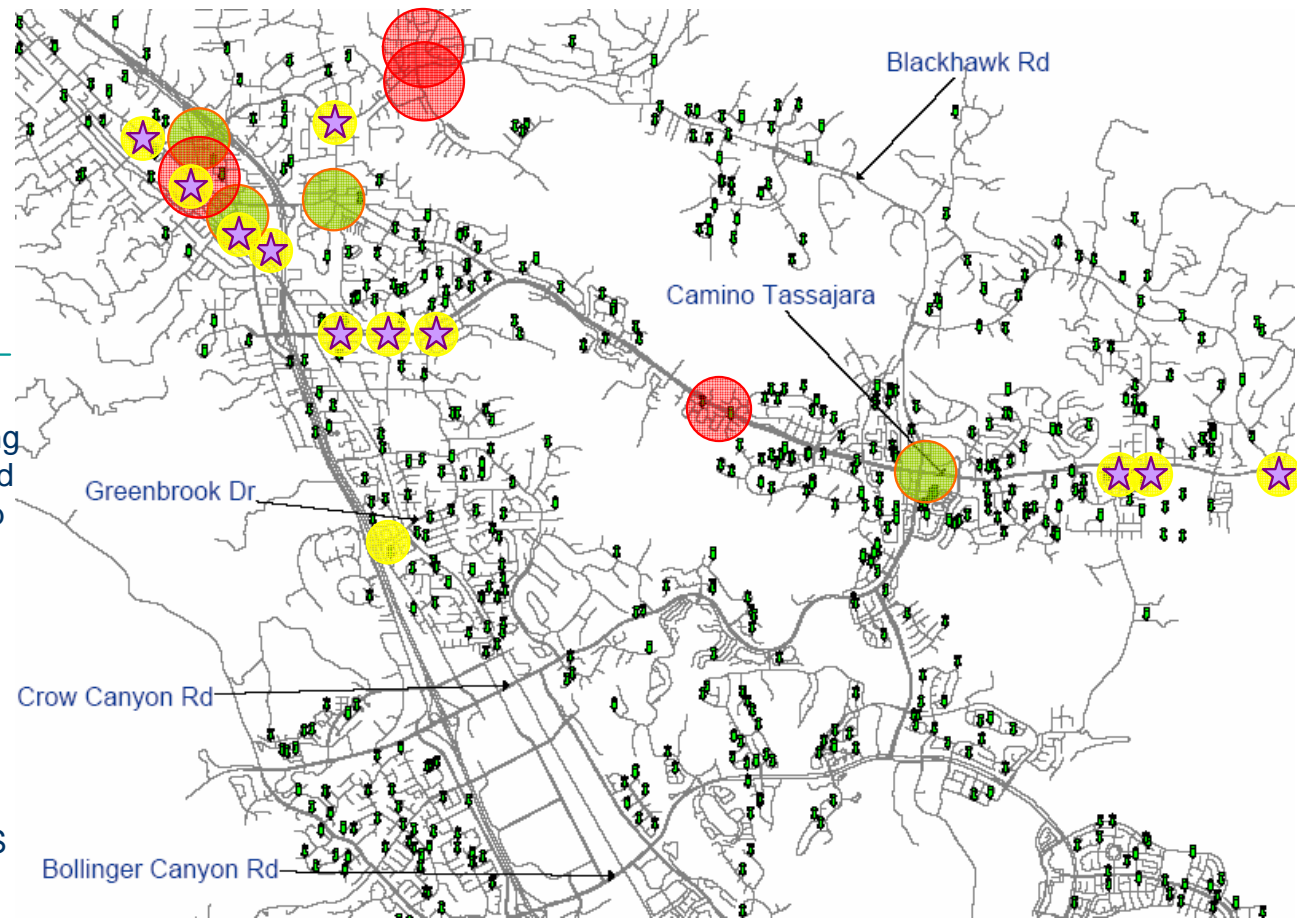 Blackhawk Rd
Camino Tassajara
Greenbrook Dr
Crow Canyon Rd
Bollinger Canyon Rd